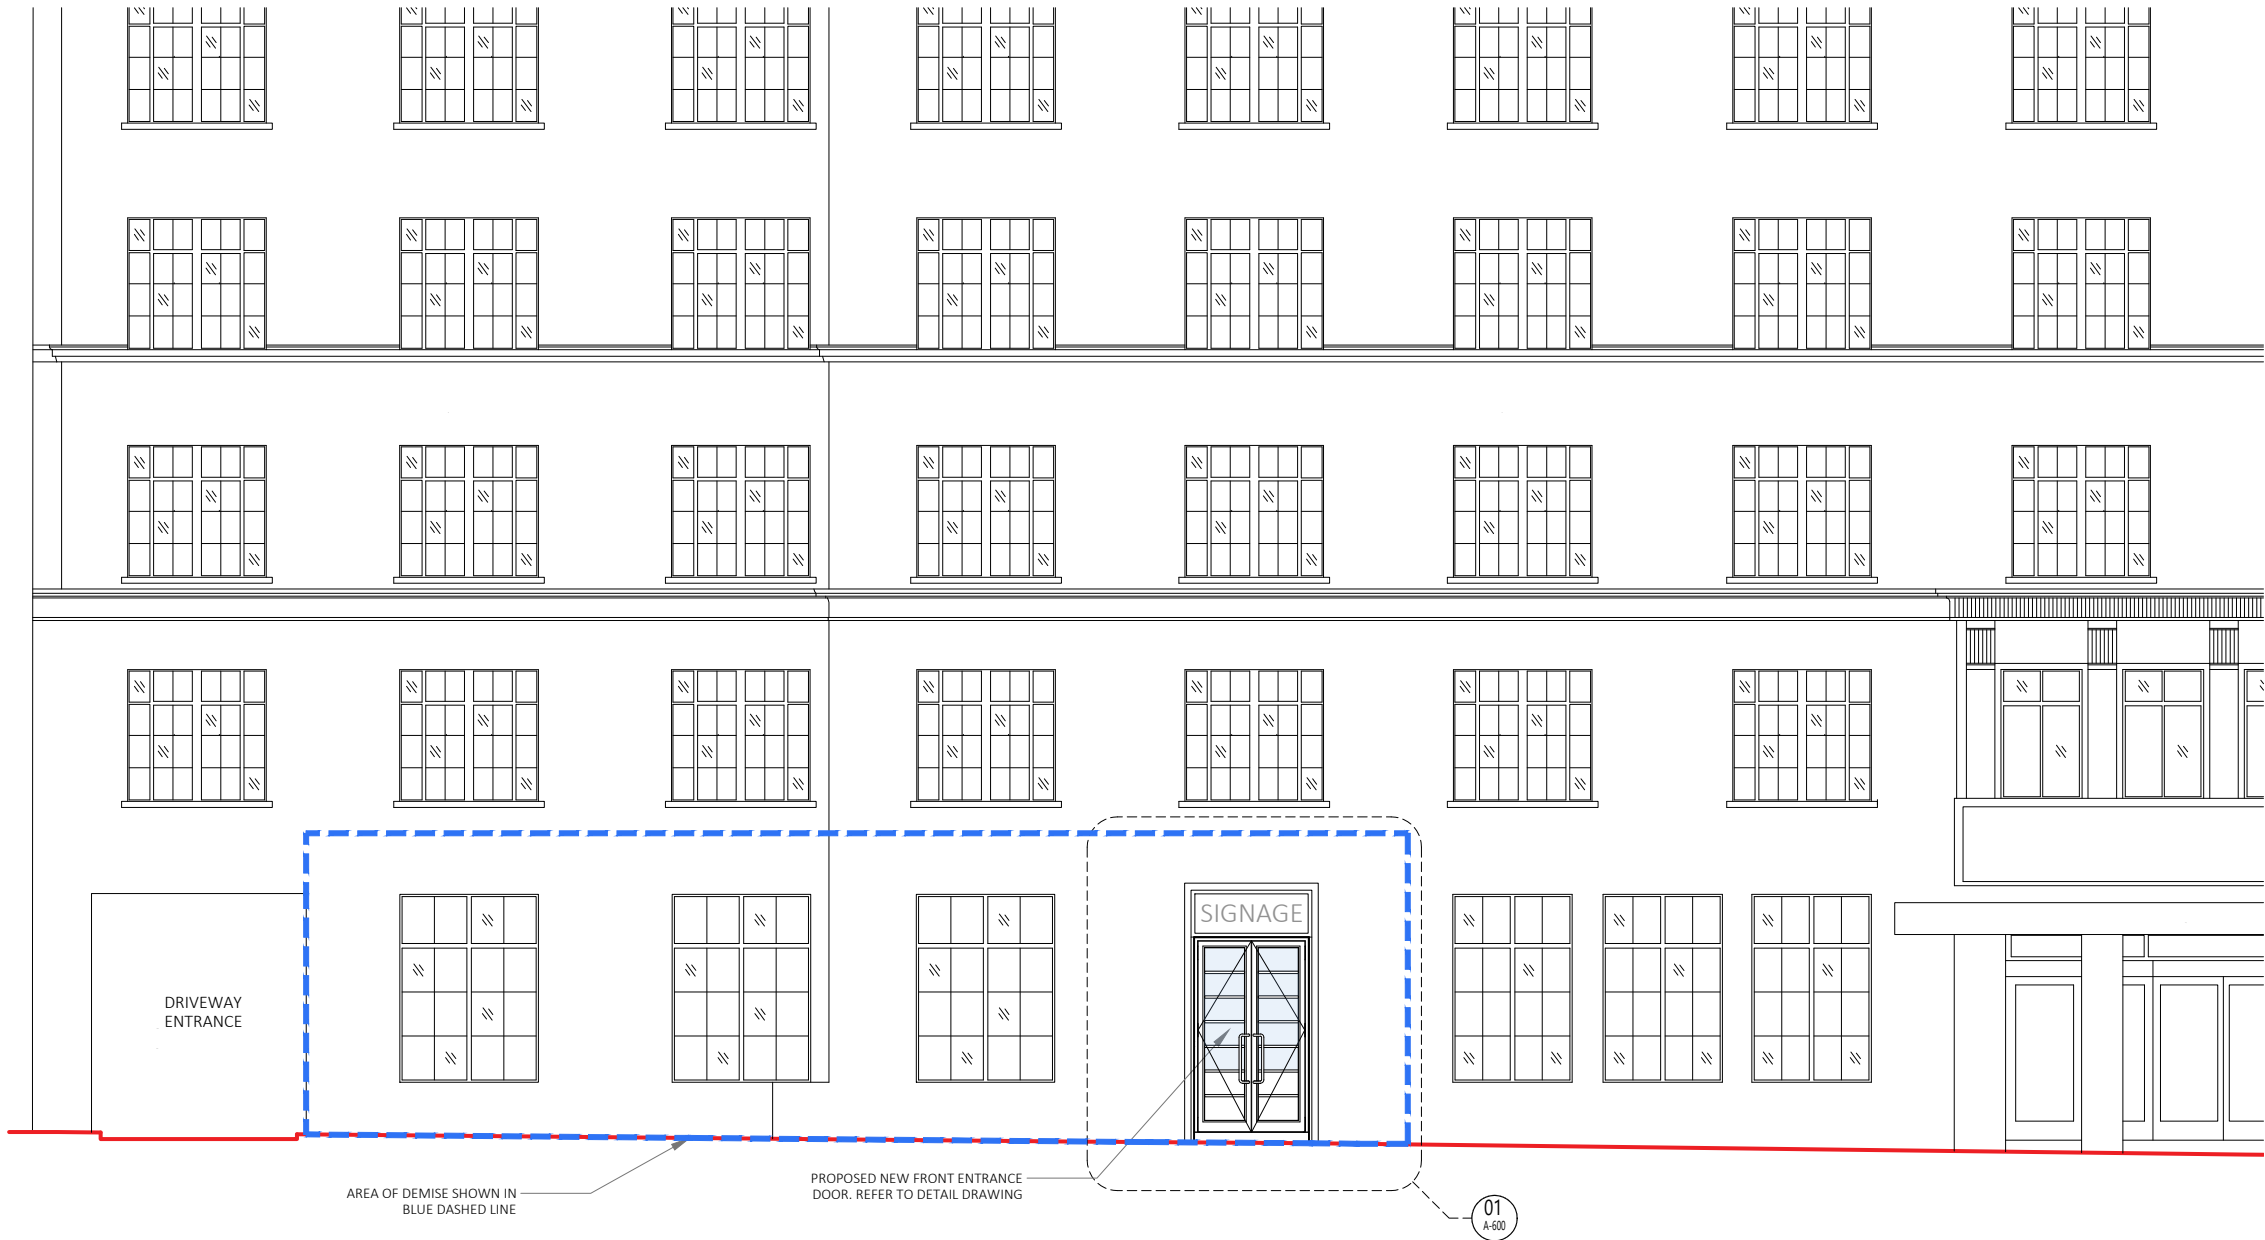 SIGNAGE
DRIVEWAY
ENTRANCE
AREA OF DEMISE SHOWN IN
BLUE DASHED LINE
PROPOSED NEW FRONT ENTRANCE
DOOR. REFER TO DETAIL DRAWING
01
A-600